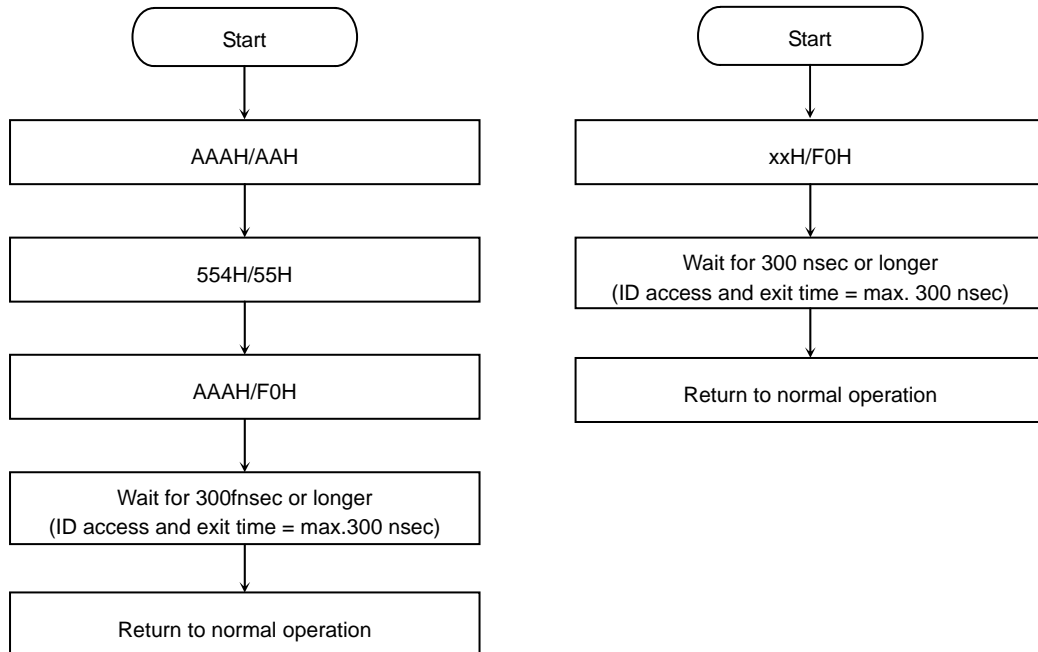 Start
AAAH/AAH
554H/55H
AAAH/F0H
Wait for 300fnsec or longer
(ID access and exit time = max.300 nsec)
Return to normal operation
Start
xxH/F0H
Wait for 300 nsec or longer
(ID access and exit time = max. 300 nsec)
Return to normal operation